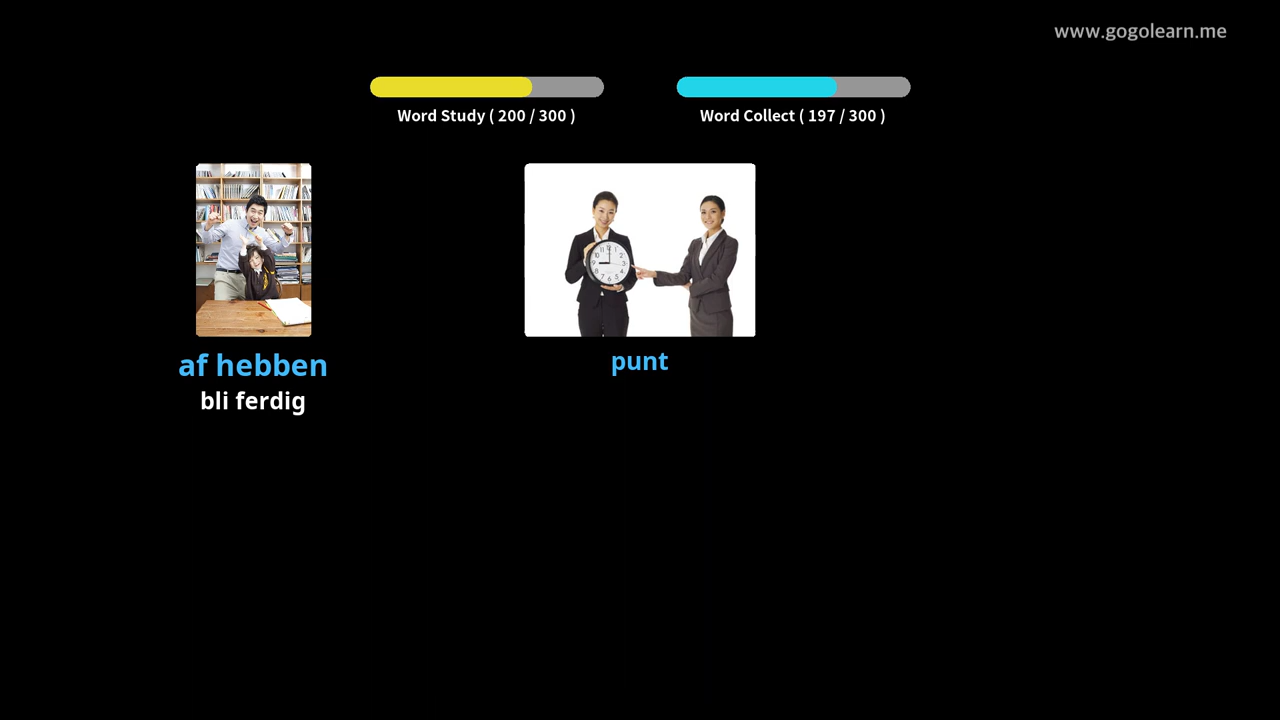 www.gogolearn.me
Word Study ( 200 / 300 )
Word Collect ( 197 / 300 )
af hebben
bli ferdig
punt